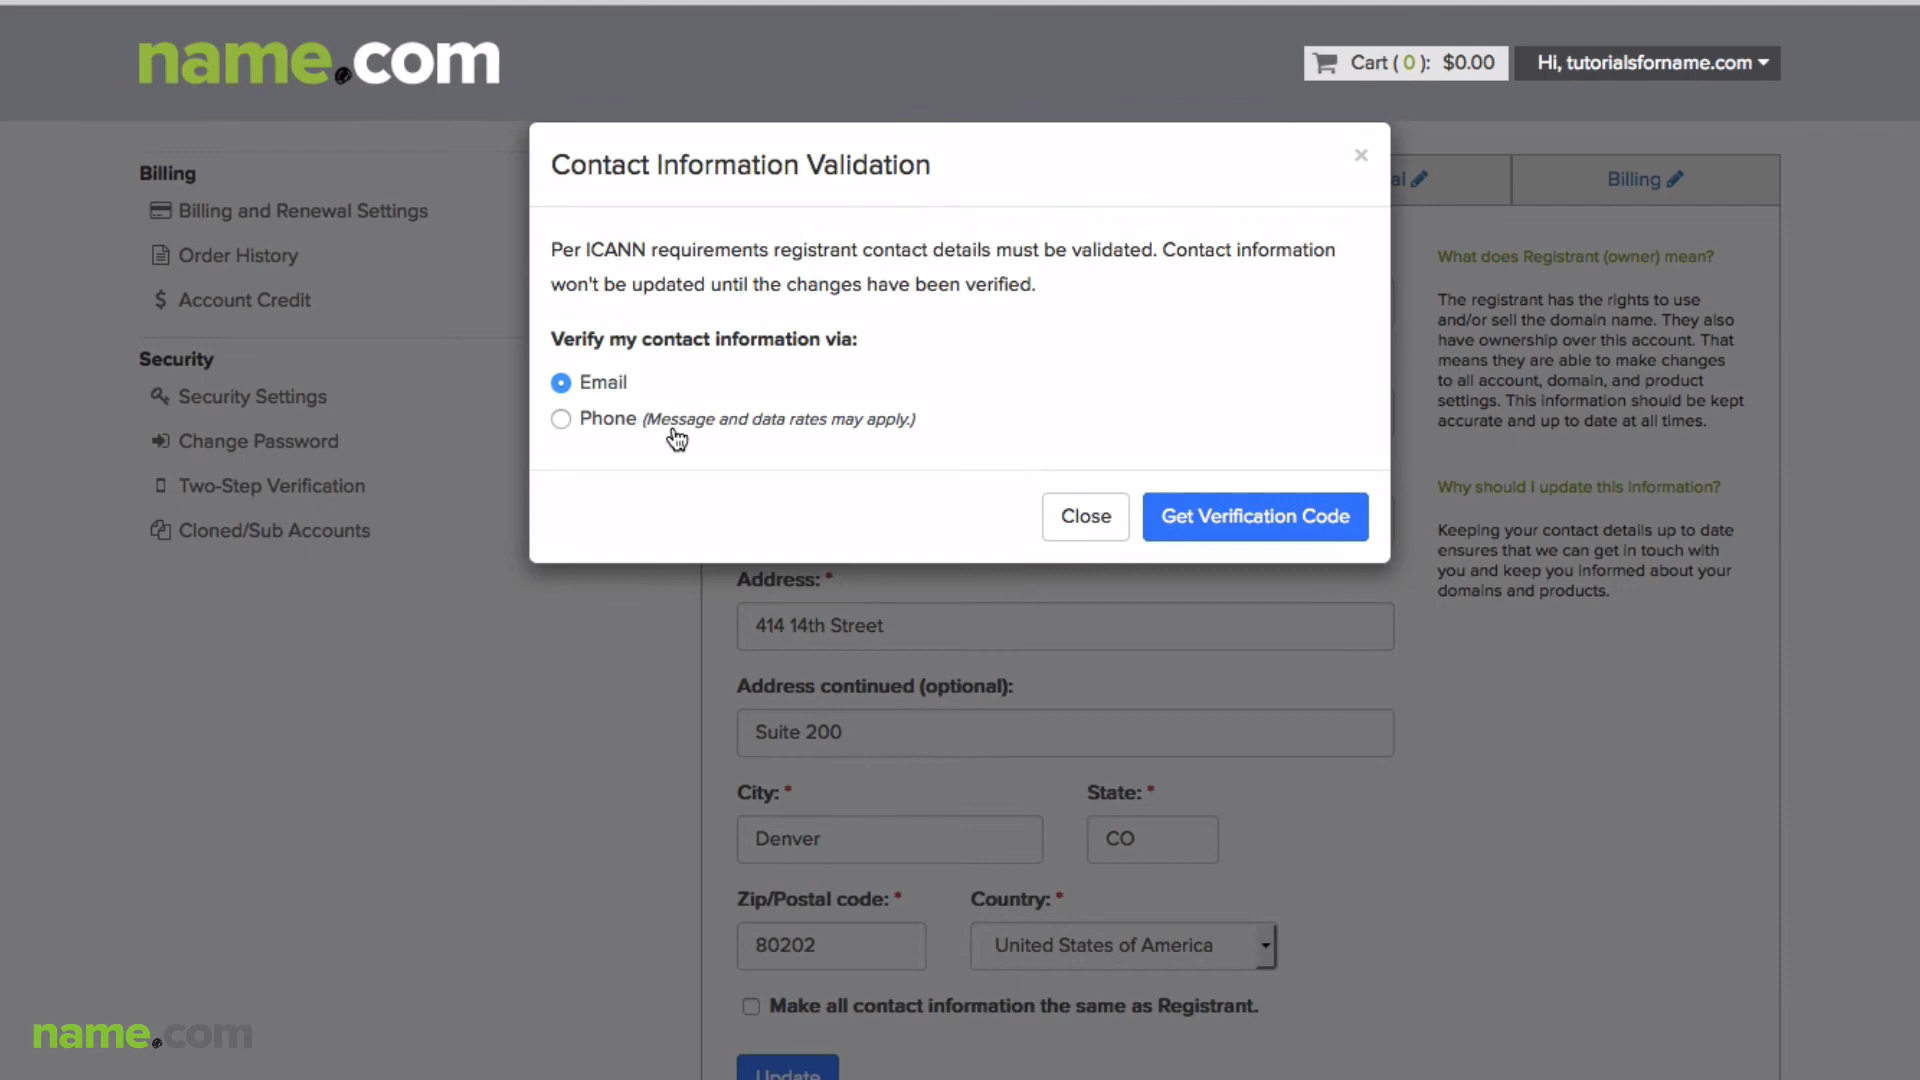 name.com
Cart ( 0 ): $0.00
Hi, tutorialsforname.com
Billing
Billing and Renewal Settings
Order History
Account Credit
Security
Security Settings
Change Password
Two-Step Verification
Cloned/Sub Accounts
Contact Information Validation
×
Per ICANN requirements registrant contact details must be validated. Contact information
won't be updated until the changes have been verified.
Verify my contact information via:
Email
Phone (Message and data rates may apply.)
Close
Get Verification Code
al
Billing
What does Registrant (owner) mean?
The registrant has the rights to use
and/or sell the domain name. They also
have ownership over this account. That
means they are able to make changes
to all account, domain, and product
settings. This information should be kept
accurate and up to date at all times.
Why should I update this information?
Keeping your contact details up to date
ensures that we can get in touch with
you and keep you informed about your
domains and products.
Address: *
414 14th Street
Address continued (optional):
Suite 200
City: *
State: *
Denver
CO
Zip/Postal code: *
Country: *
80202
United States of America
Make all contact information the same as Registrant.
Update
name.com